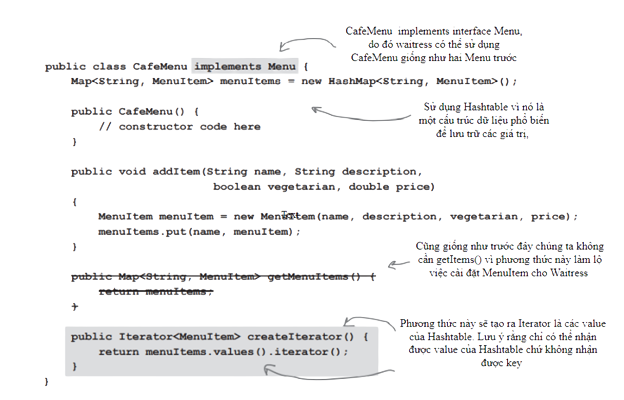 CafeMenu implements interface Menu,
do đó waitress có thể sử dụng
CafeMenu giống như hai Menu trước
public class CafeMenu implements Menu {
Map<String, MenuItem> menuItems = new HashMap<String, MenuItem>();
public CafeMenu() {
// constructor code here
}
Sử dụng Hashtable vì nó là
một cấu trúc dữ liệu phổ biến
để lưu trữ các giá trị,
public void addItem(String name, String description,
boolean vegetarian, double price)
{
MenuItem menuItem = new MenuItem(name, description, vegetarian, price);
menuItems.put(name, menuItem);
}
Cũng giống như trước đây chúng ta không
cần getItems() vì phương thức này làm lộ
việc cài đặt MenuItem cho Waitress
public Map<String, MenuItem> getMenuItems() {
return menuItems;
}
Phương thức này sẽ tạo ra Iterator là các value
của Hashtable. Lưu ý rằng chỉ có thể nhận
được value của Hashtable chứ không nhận
được key
public Iterator<MenuItem> createIterator() {
return menuItems.values().iterator();
}
}